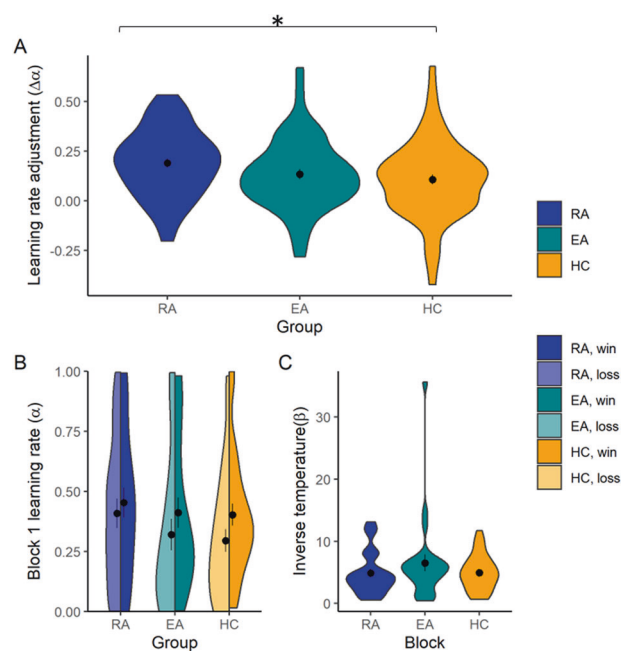 *
A
Learning rate adjustment (Δα)
0.50
0.25
0.00
-0.25
RA
EA
HC
Group
RA
EA
HC
B
Block 1 learning rate (α)
1.00
0.75
0.50
0.25
0.00
RA
EA
HC
Group
C
Inverse temperature(β)
30
20
10
0
RA
EA
HC
Block
RA, win
RA, loss
EA, win
EA, loss
HC, win
HC, loss